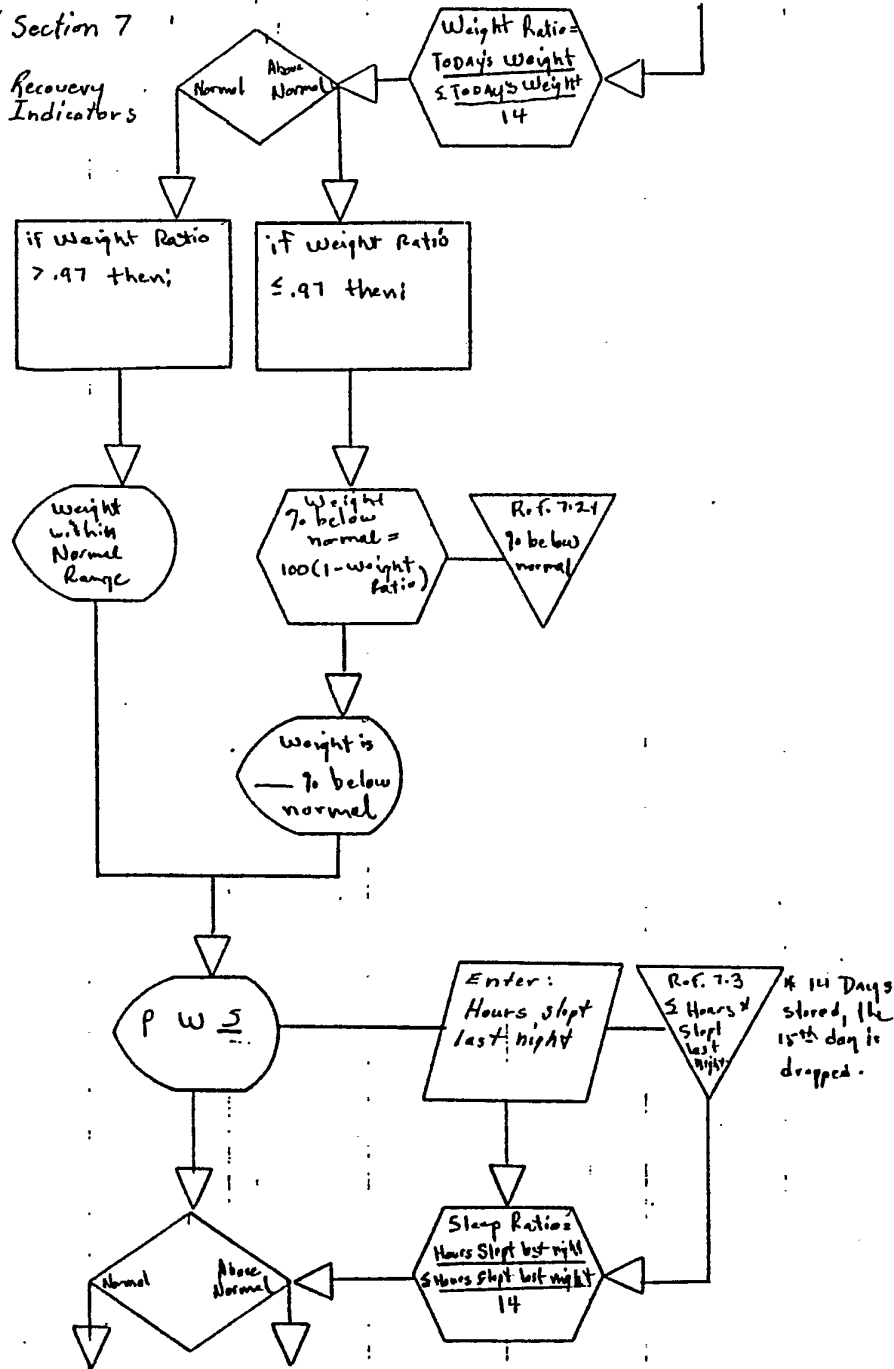 Section 7
Recovery
Indicators
Weight Ratio=
TODAY'S Weight
Σ TODAY'S Weight
14
Normal
Above
Normal
if Weight Ratio
> .97 then;
if Weight Ratio
≤ .97 then;
Weight
within
Normal
Range
Weight
% below
normal =
100(1-Weight
Ratio)
R.F. 7.24
% below
normal
Weight is
__ % below
normal
P W S
Enter:
Hours slept
last night
R.F. 7.3
Σ Hours *
Slept
last
night
* 14 Days
stored, the
15th day is
dropped.
Normal
Above
Normal
Sleep Ratio=
Hours Slept last night
Σ Hours Slept last night
14